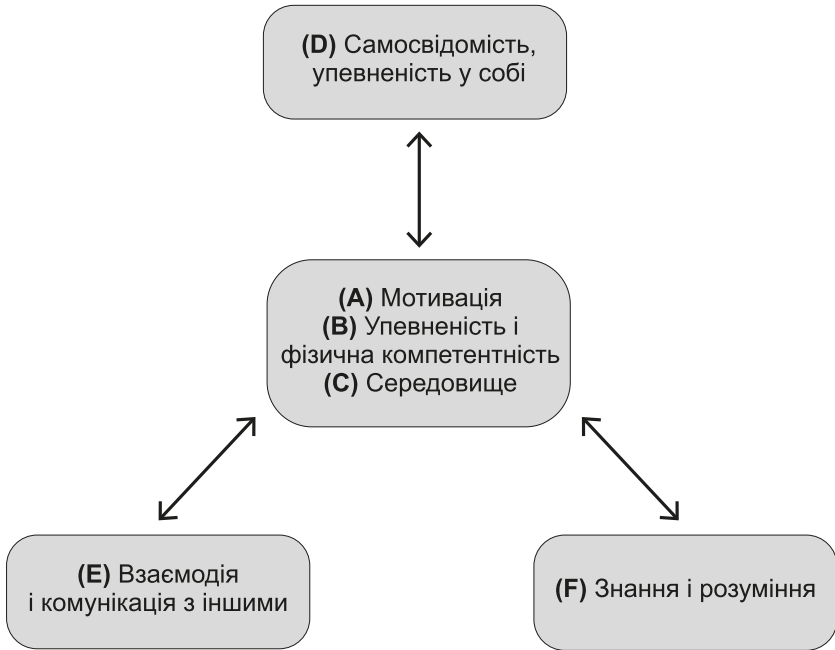 (D) Самосвідомість,
упевненість у собі
(A) Мотивація
(B) Упевненість і
фізична компетентність
(C) Середовище
(E) Взаємодія
і комунікація з іншими
(F) Знання і розуміння